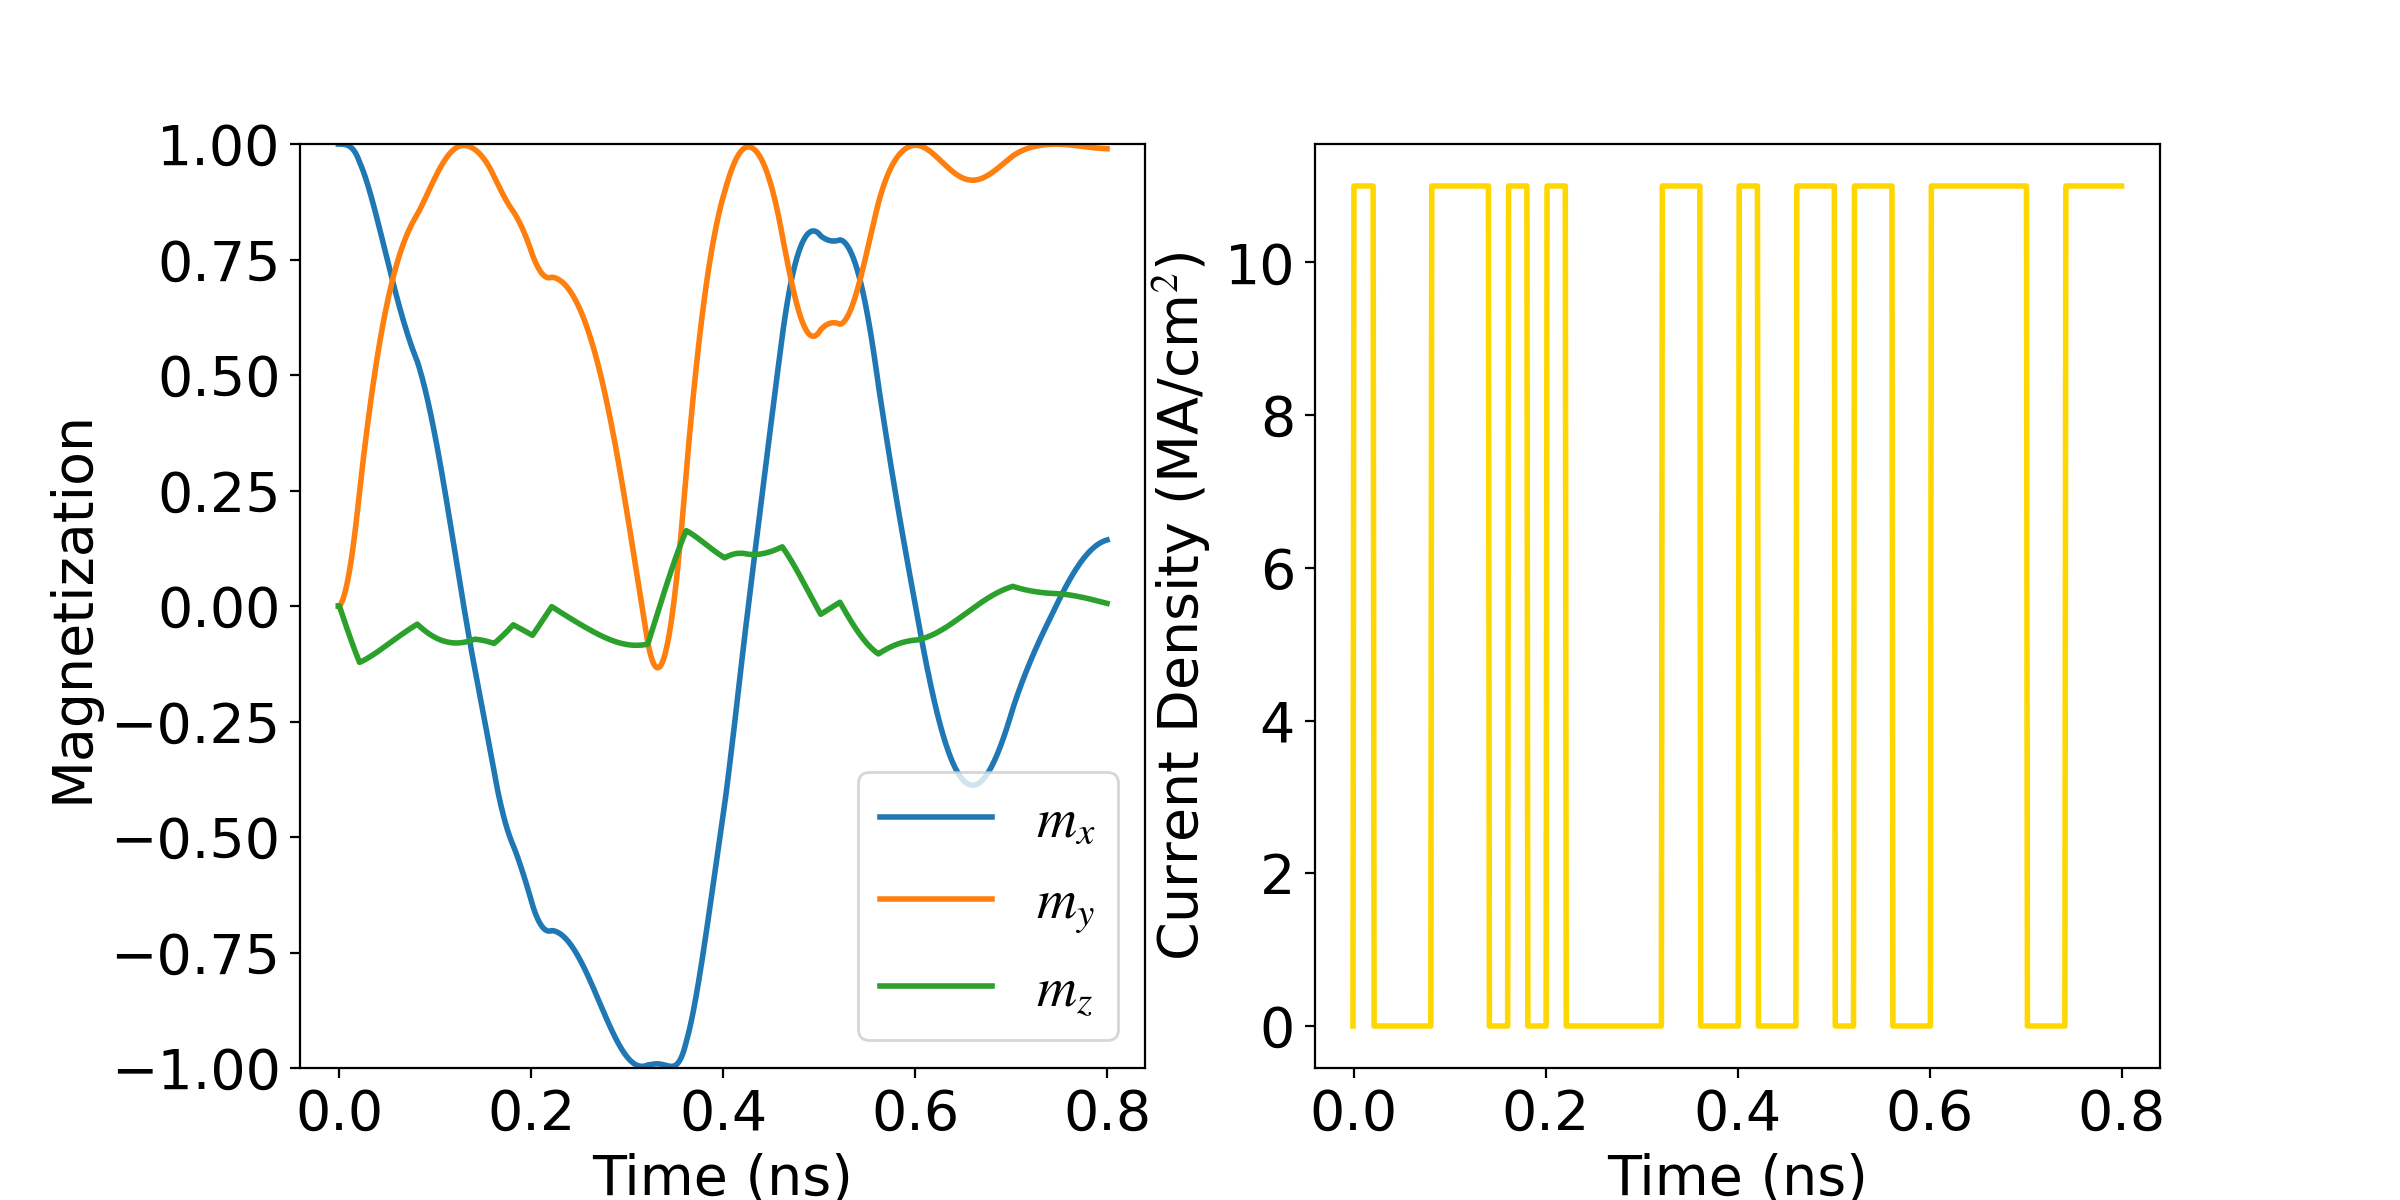 1.00
0.75
0.50
0.25
0.00
−0.25
−0.50
−0.75
−1.00
Magnetization
0.0 0.2 0.4 0.6 0.8
Time (ns)
m_x
m_y
m_z
10
8
6
4
2
0
Current Density (MA/cm²)
0.0 0.2 0.4 0.6 0.8
Time (ns)